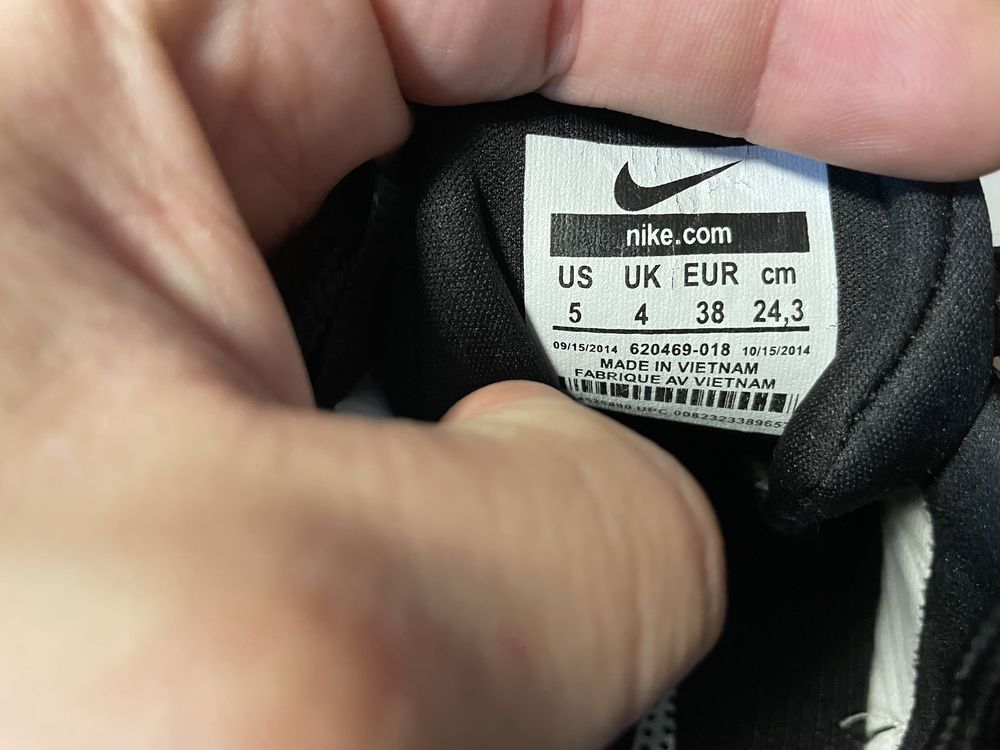 nike.com
US UK EUR cm
5 4 38 24,3
09/15/2014 620469-018 10/15/2014
MADE IN VIETNAM
FABRIQUE AV VIETNAM
UPC